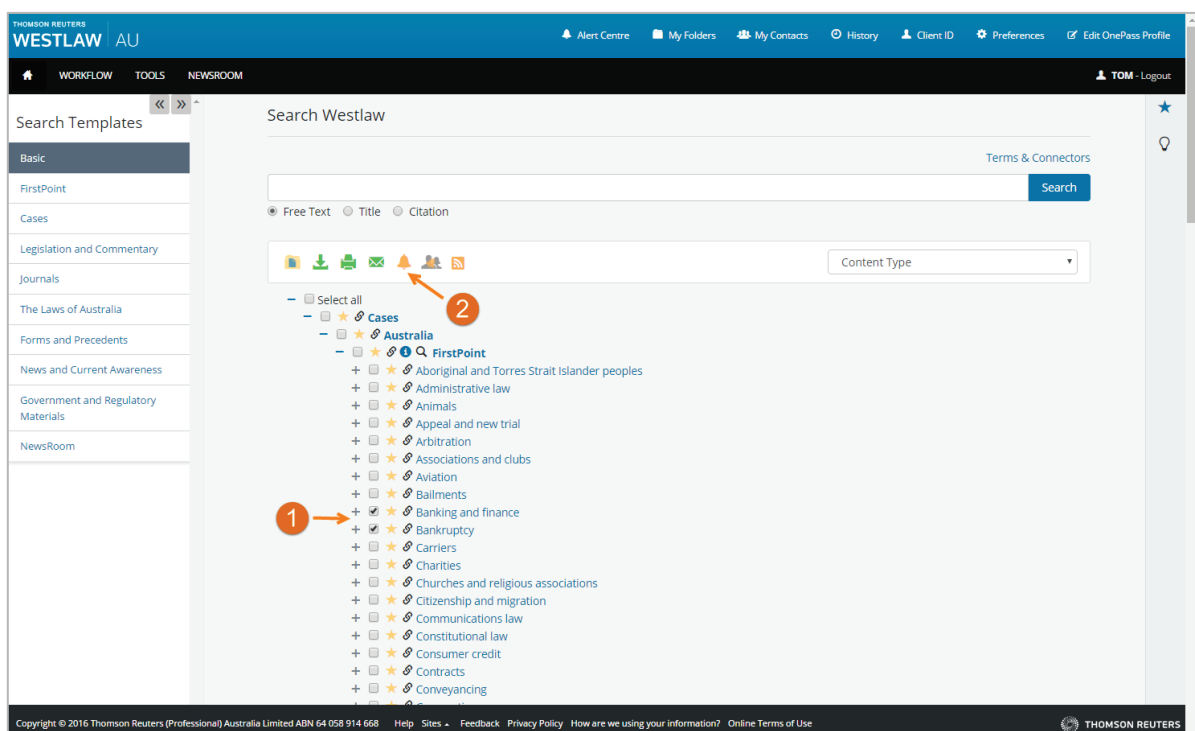 THOMSON REUTERS
WESTLAW AU
Alert Centre My Folders My Contacts History Client ID Preferences Edit OnePass Profile
WORKFLOW TOOLS NEWSROOM TOM - Logout
Search Templates
Basic
FirstPoint
Cases
Legislation and Commentary
Journals
The Laws of Australia
Forms and Precedents
News and Current Awareness
Government and Regulatory
Materials
NewsRoom
Search Westlaw
Terms & Connectors
Search
Free Text Title Citation
Content Type
2
Select all
Cases
Australia
FirstPoint
Aboriginal and Torres Strait Islander peoples
Administrative law
Animals
Appeal and new trial
Arbitration
Associations and clubs
Aviation
Bailments
1
Banking and finance
Bankruptcy
Carriers
Charities
Churches and religious associations
Citizenship and migration
Communications law
Constitutional law
Consumer credit
Contracts
Conveyancing
Copyright © 2016 Thomson Reuters (Professional) Australia Limited ABN 64 058 914 668 Help Sites Feedback Privacy Policy How are we using your information? Online Terms of Use THOMSON REUTERS